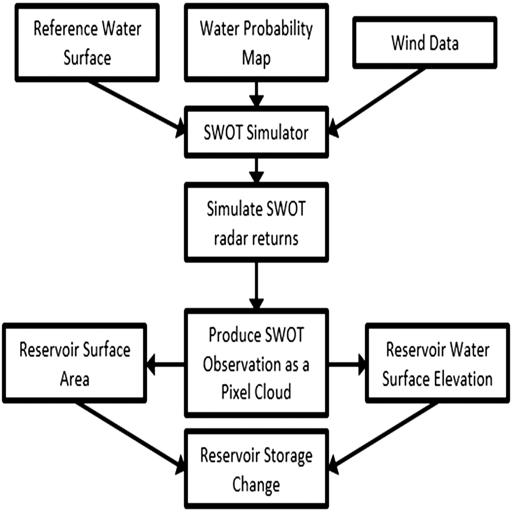 Reference Water
Surface
Water Probability
Map
Wind Data
SWOT Simulator
Simulate SWOT
radar returns
Produce SWOT
Observation as a
Pixel Cloud
Reservoir Surface
Area
Reservoir Water
Surface Elevation
Reservoir Storage
Change